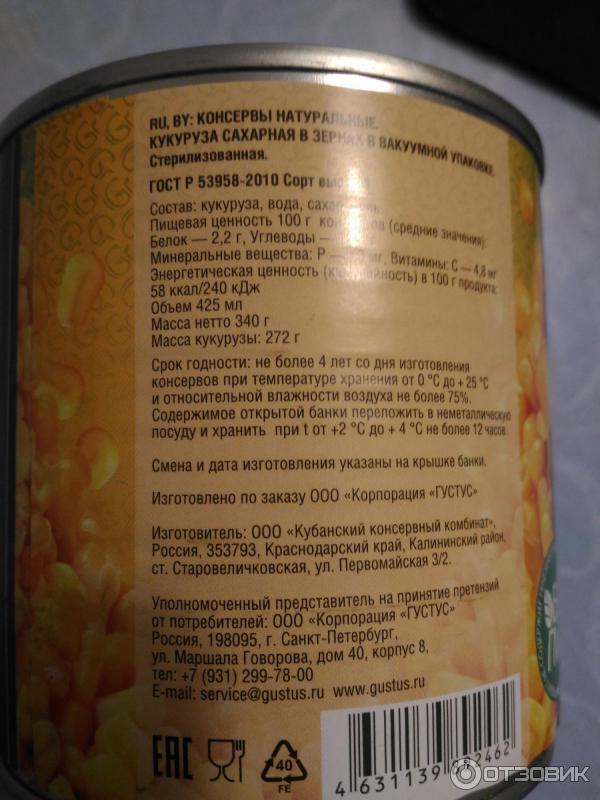 RU, BY: КОНСЕРВЫ НАТУРАЛЬНЫЕ.
КУКУРУЗА САХАРНАЯ В ЗЕРНАХ В ВАКУУМНОЙ УПАКОВКЕ.
Стерилизованная.
ГОСТ Р 53958-2010 Сорт
Состав: кукуруза, вода,
Пищевая ценность 100 г (средние значения):
Белок — 2,2 г, Углеводы —
Минеральные вещества: P — мг, Витамины: C — 4,8 мг
Энергетическая ценность в 100 г продукта:
58 ккал/240 кДж
Объем 425 мл
Масса нетто 340 г
Масса кукурузы: 272 г
Срок годности: не более 4 лет со дня изготовления
консервов при температуре хранения от 0 °C до + 25 °C
и относительной влажности воздуха не более 75%.
Содержимое открытой банки переложить в неметаллическую
посуду и хранить при t от +2 °C до + 4 °C не более 12 часов.
Смена и дата изготовления указаны на крышке банки.
Изготовлено по заказу ООО «Корпорация «ГУСТУС»
Изготовитель: ООО «Кубанский консервный комбинат»,
Россия, 353793, Краснодарский край, Калининский район,
ст. Старовеличковская, ул. Первомайская 3/2.
Уполномоченный представитель на принятие претензий
от потребителей: ООО «Корпорация «ГУСТУС»
Россия, 198095, г. Санкт-Петербург,
ул. Маршала Говорова, дом 40, корпус 8,
тел: +7 (931) 299-78-00
E-mail: service@gustus.ru www.gustus.ru
EAC
40
FE
4 631139 2462
ОТЗОВИК